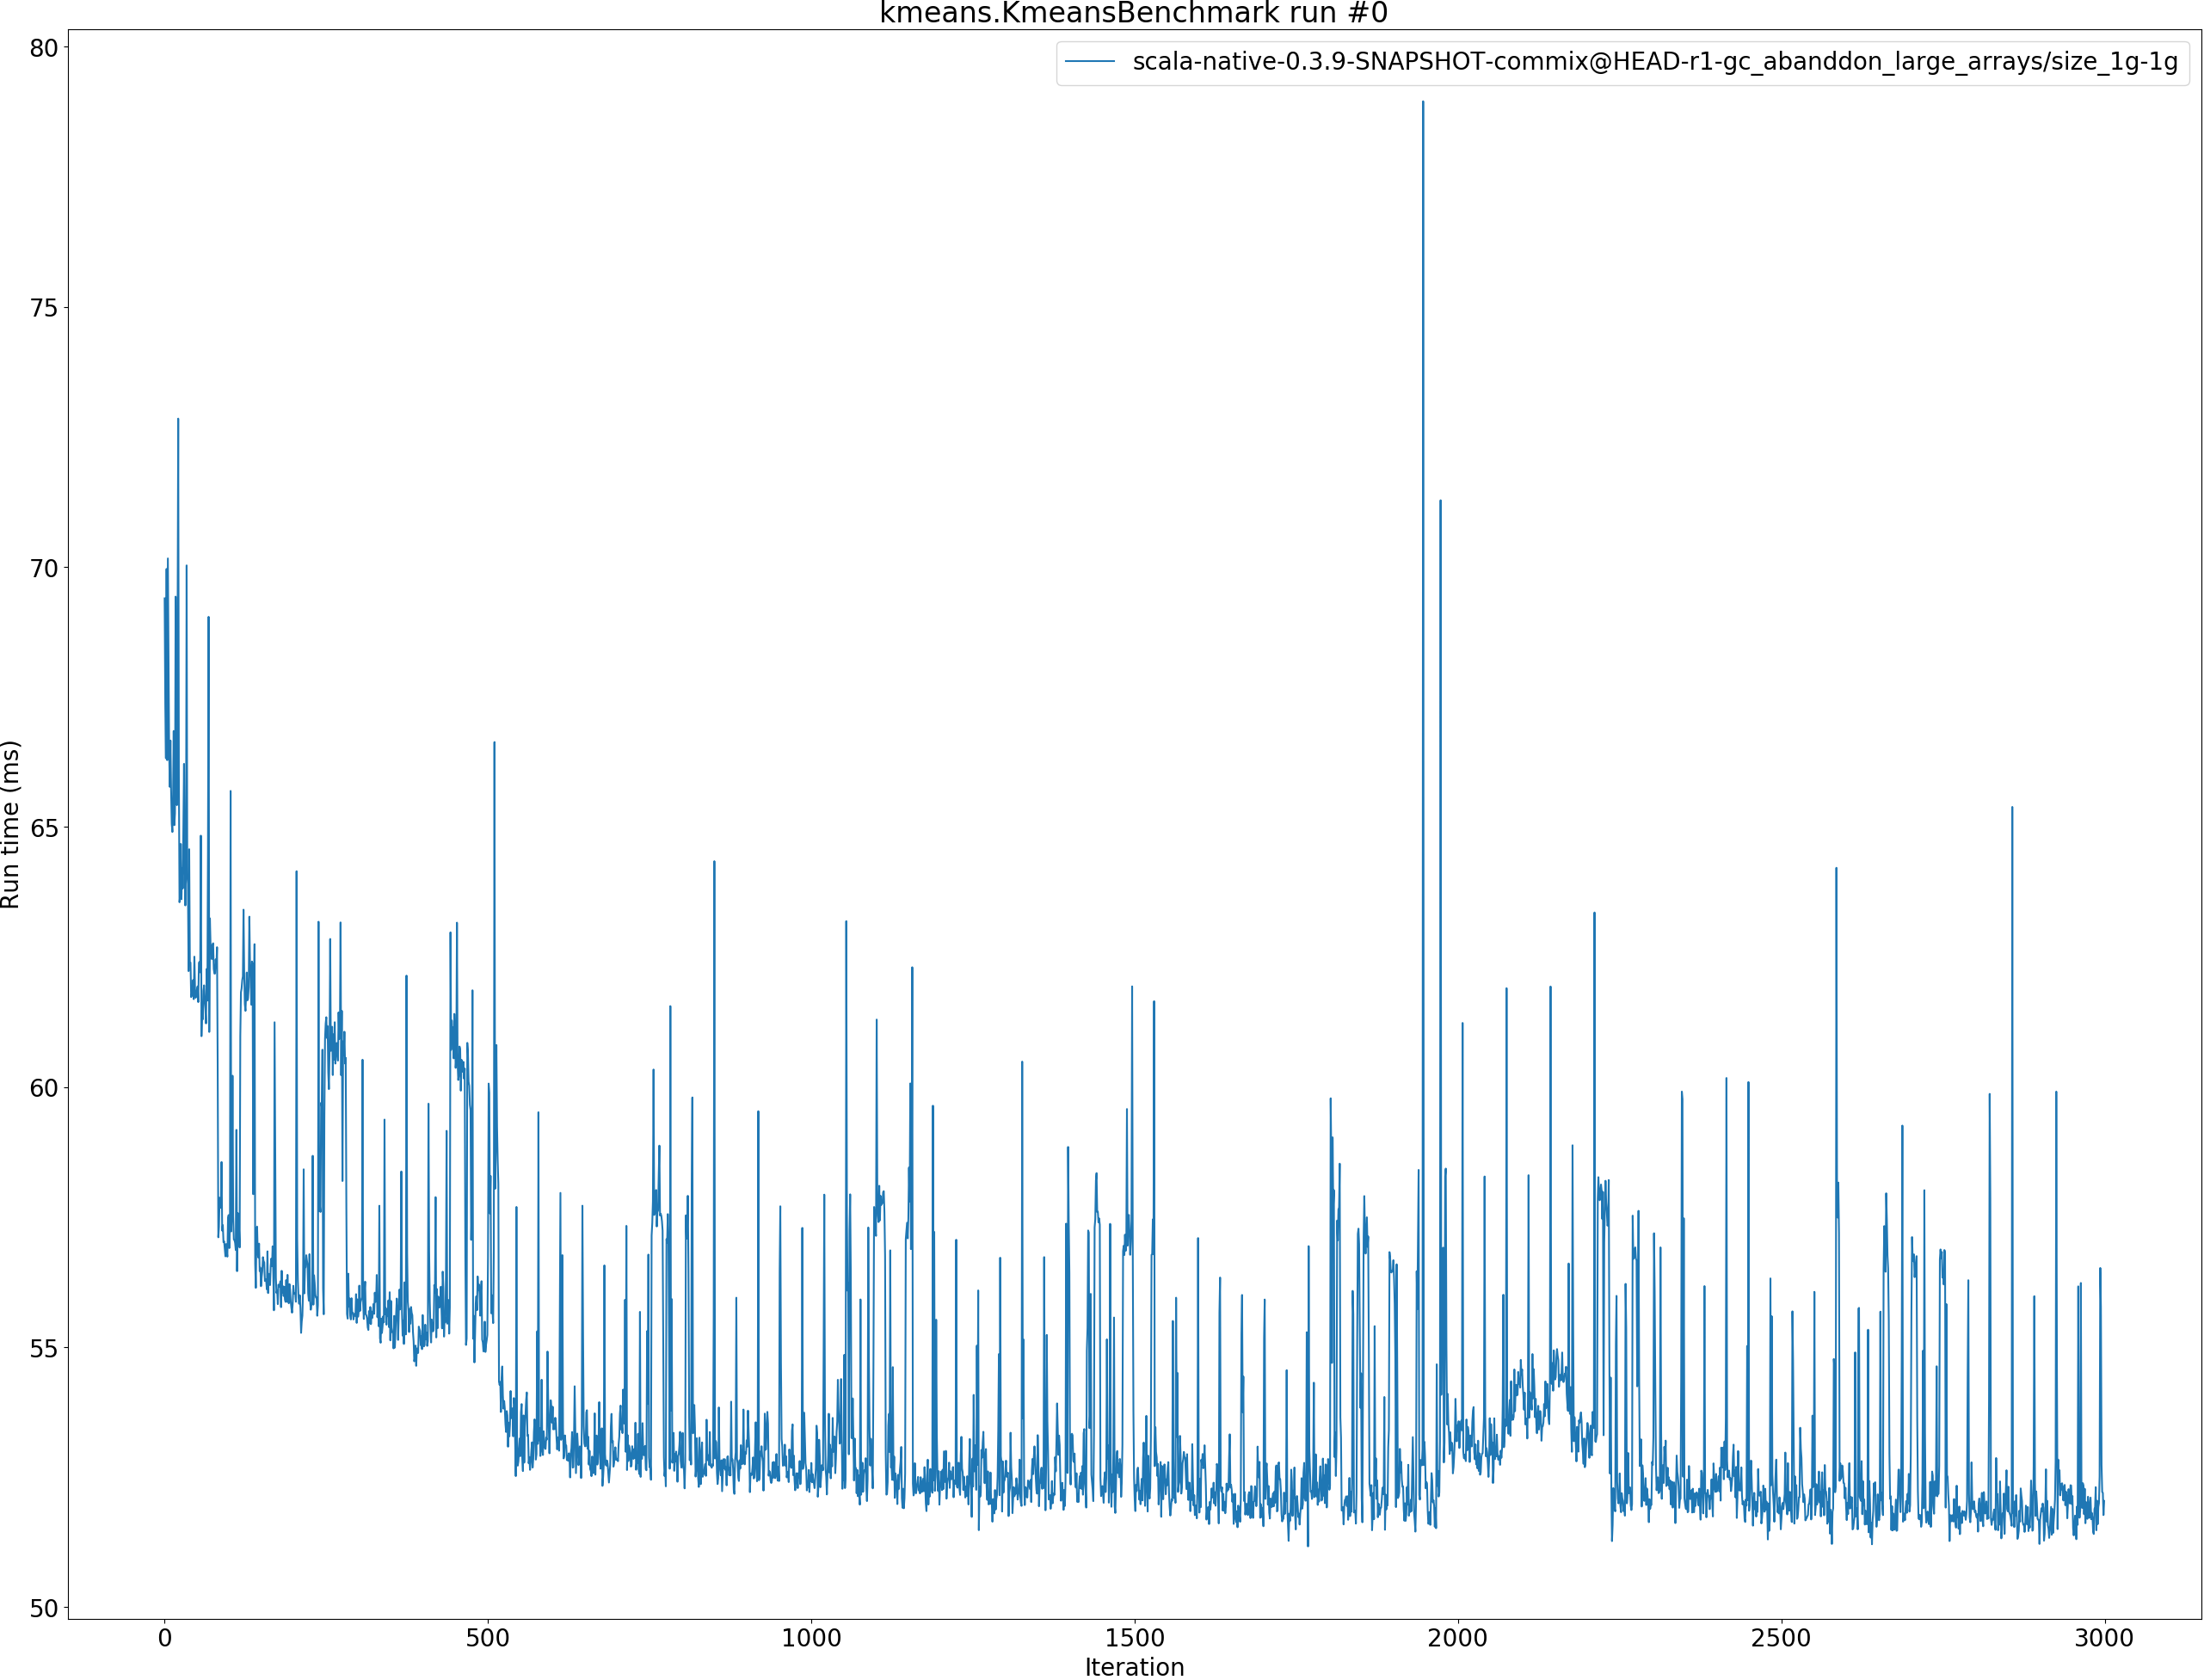 kmeans.KmeansBenchmark run #0
scala-native-0.3.9-SNAPSHOT-commix@HEAD-r1-gc_abanddon_large_arrays/size_1g-1g
80
75
70
65
60
55
50
Run time (ms)
0 500 1000 1500 2000 2500 3000
Iteration